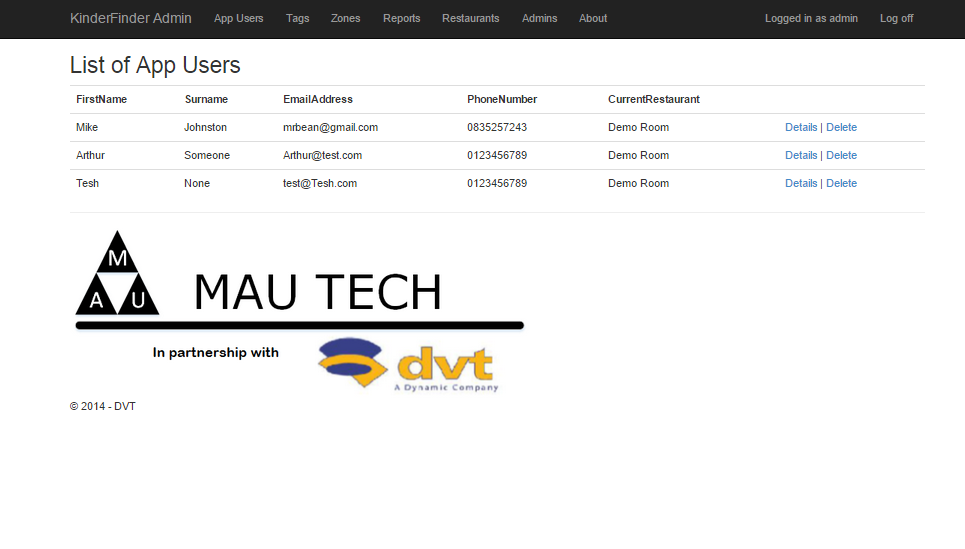 KinderFinder Admin App Users Tags Zones Reports Restaurants Admins About Logged in as admin Log off
List of App Users
FirstName Surname EmailAddress PhoneNumber CurrentRestaurant
Mike Johnston mrbean@gmail.com 0835257243 Demo Room Details | Delete
Arthur Someone Arthur@test.com 0123456789 Demo Room Details | Delete
Tesh None test@Tesh.com 0123456789 Demo Room Details | Delete
M
A U MAU TECH
In partnership with dvt
A Dynamic Company
© 2014 - DVT